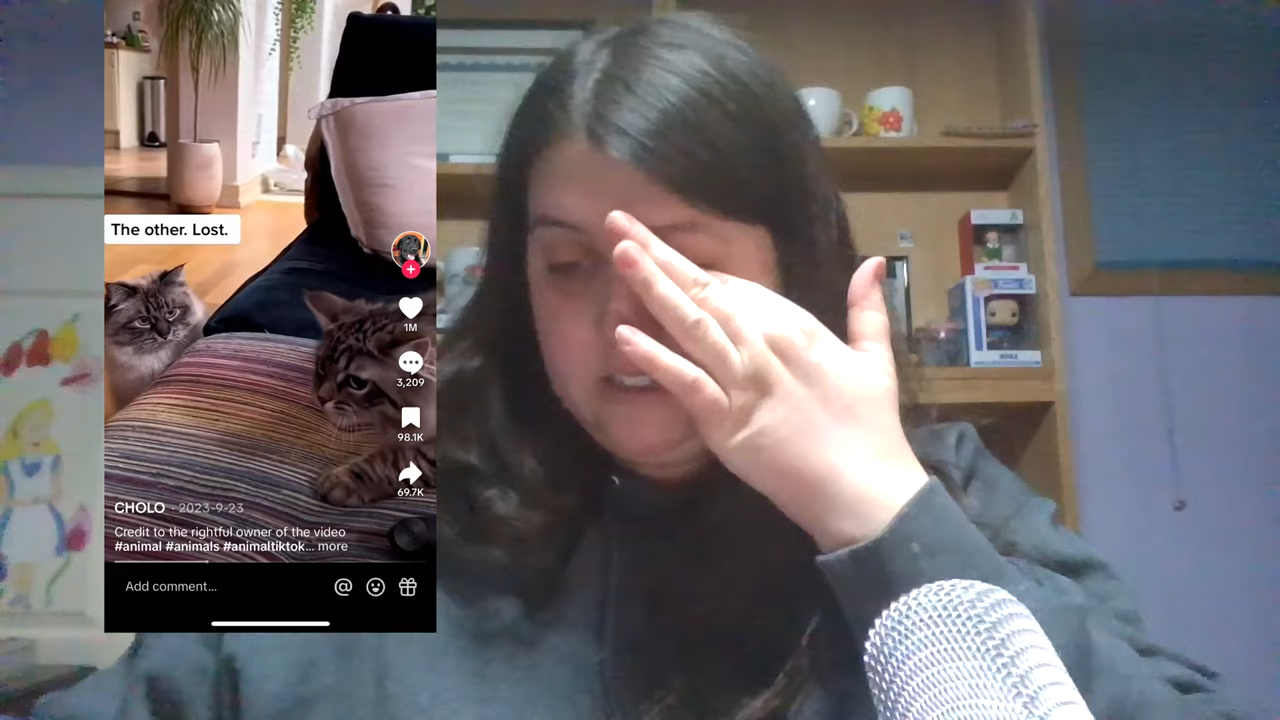 The other. Lost.
1M
3,209
98.1K
69.7K
CHOLO · 2023-9-23
Credit to the rightful owner of the video
#animal #animals #animaltiktok... more
Add comment...